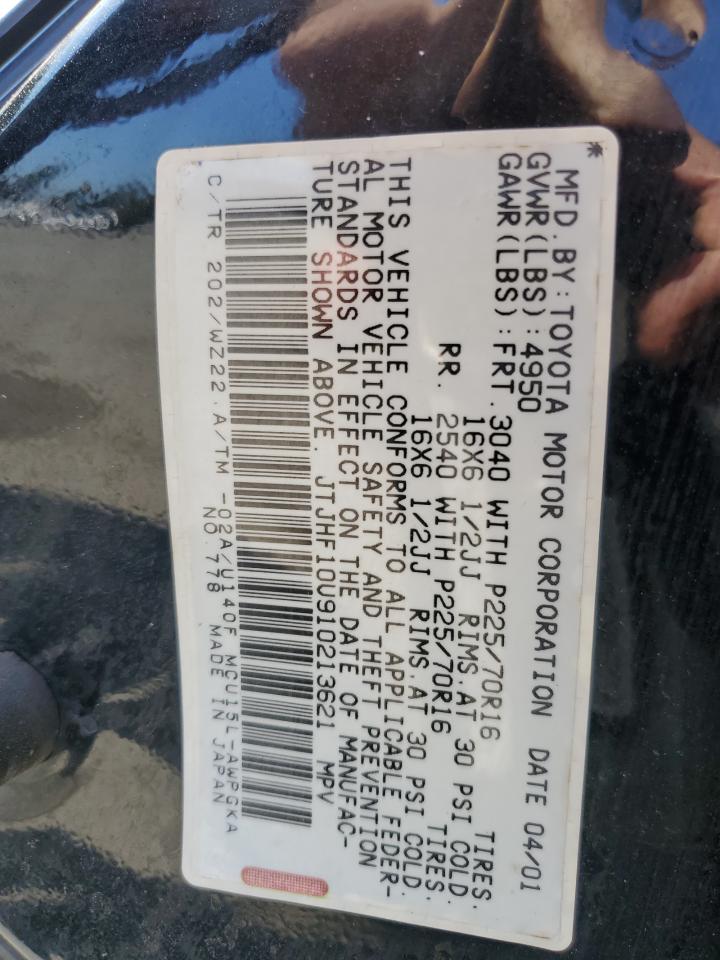 *
MFD.BY:TOYOTA MOTOR CORPORATION DATE 04/01
GVWR(LBS):4950
GAWR(LBS):FRT.3040 WITH P225/70R16 TIRES.
16X6 1/2JJ RIMS.AT 30 PSI COLD.
RR. 2540 WITH P225/70R16 TIRES.
16X6 1/2JJ RIMS.AT 30 PSI COLD.
THIS VEHICLE CONFORMS TO ALL APPLICABLE FEDER-
AL MOTOR VEHICLE SAFETY AND THEFT PREVENTION
STANDARDS IN EFFECT ON THE DATE OF MANUFAC-
TURE SHOWN ABOVE. JTJHF10U910213621 MPV
C/TR 202/WZ22.A/TM -02A/U140F MCU15L-AWPGKA
NO.778 MADE IN JAPAN